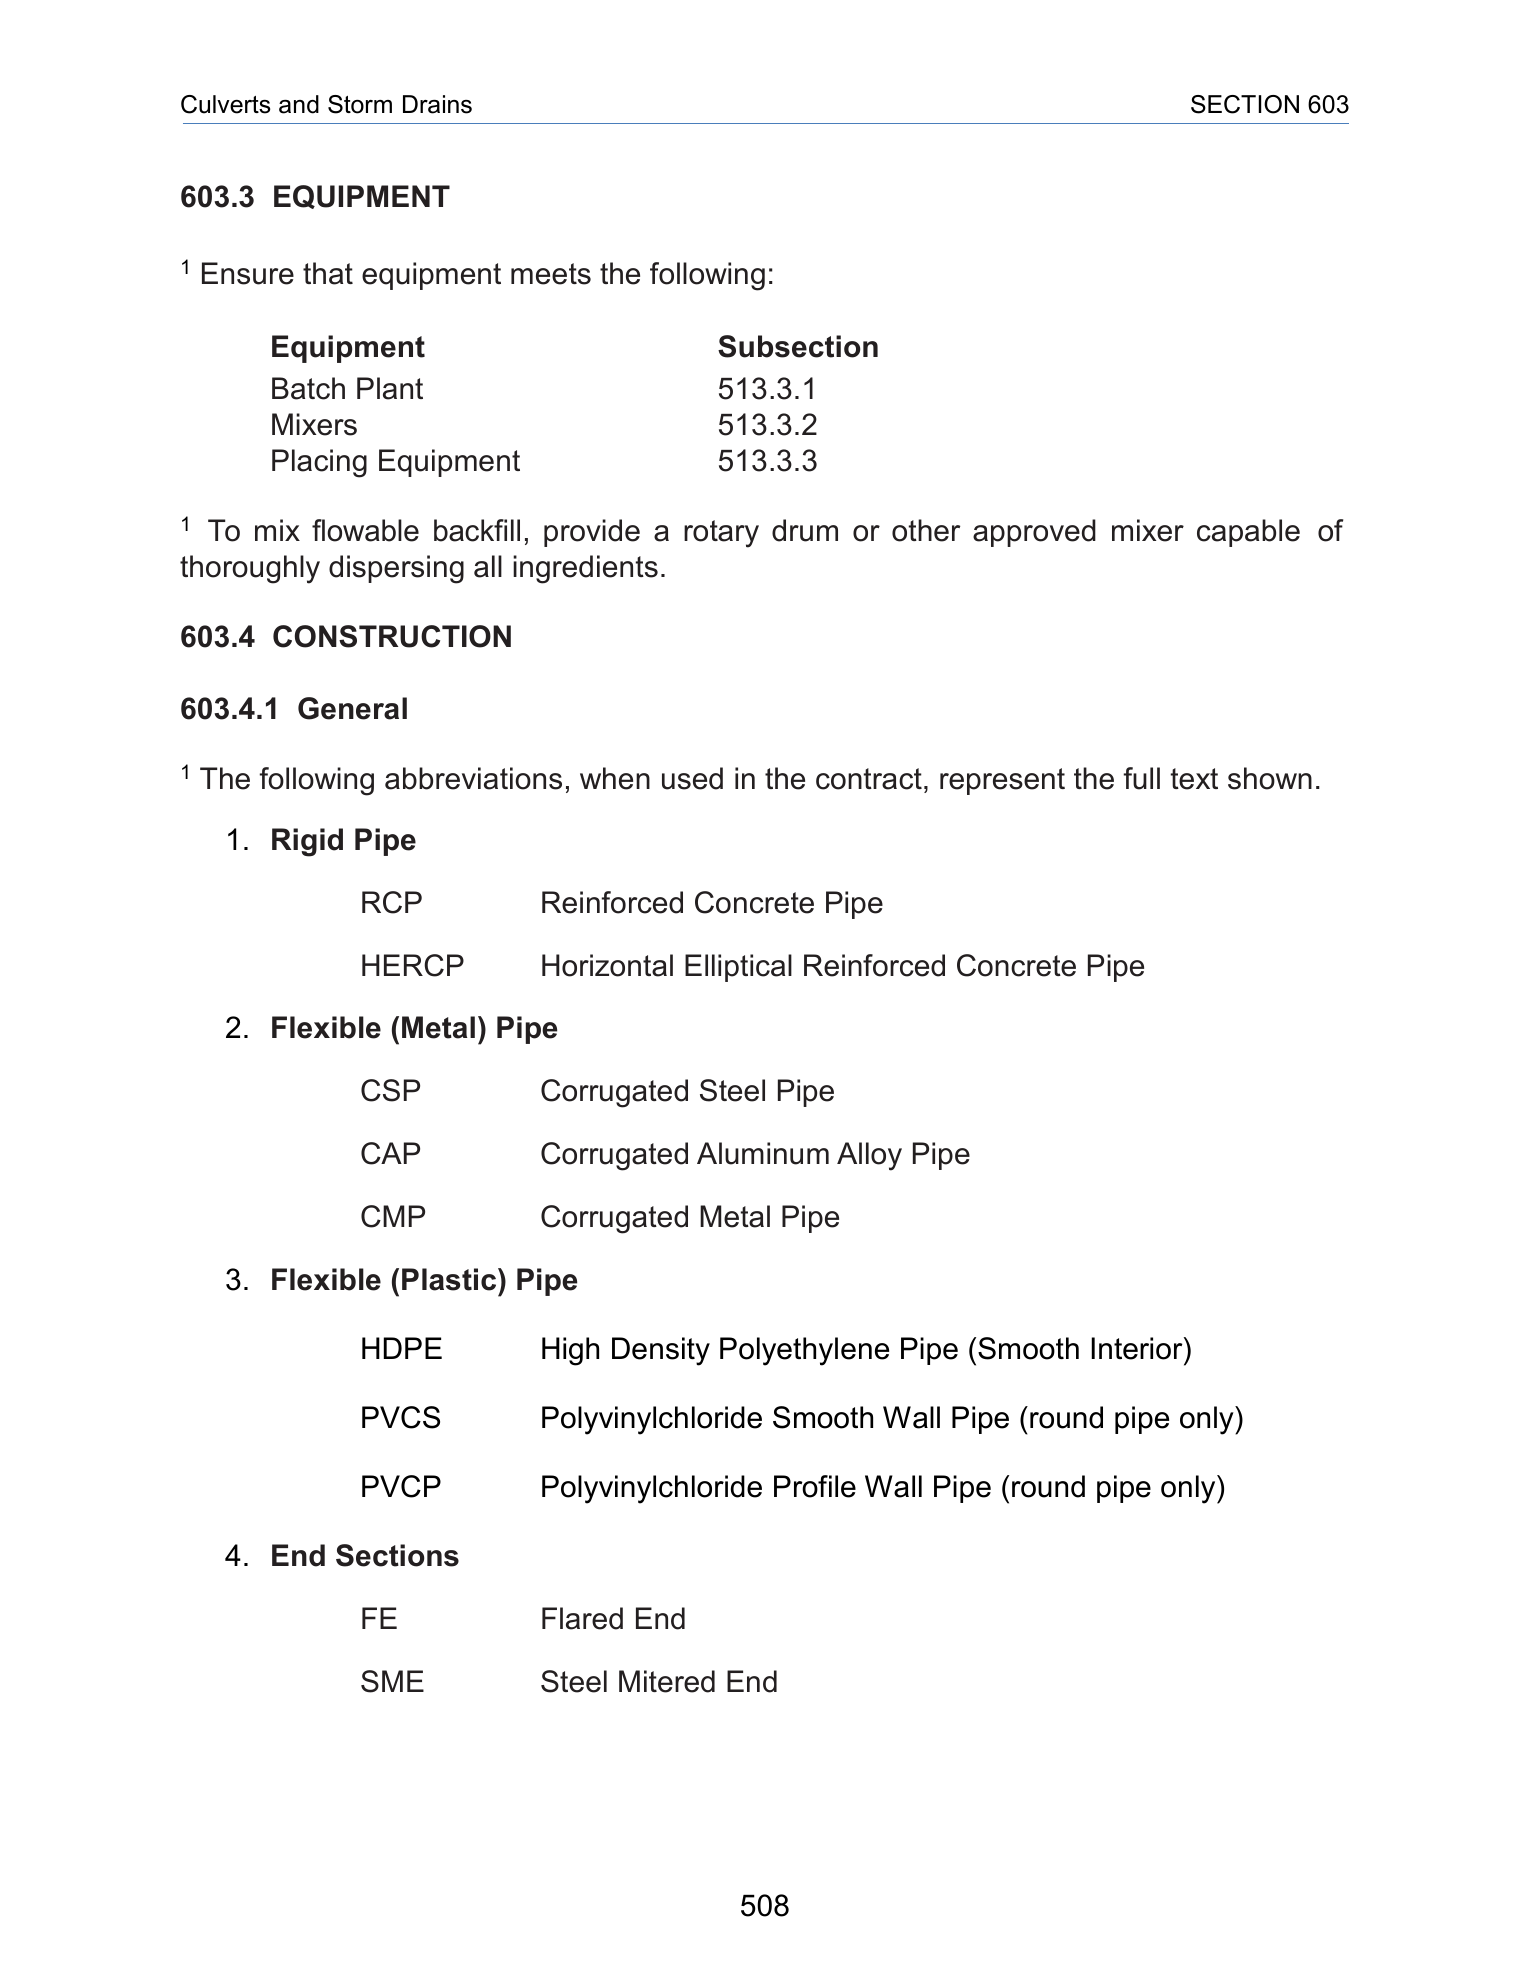 Culverts and Storm Drains SECTION 603
603.3 EQUIPMENT
1 Ensure that equipment meets the following:
Equipment Subsection
Batch Plant 513.3.1
Mixers 513.3.2
Placing Equipment 513.3.3
1 To mix flowable backfill, provide a rotary drum or other approved mixer capable of
thoroughly dispersing all ingredients.
603.4 CONSTRUCTION
603.4.1 General
1 The following abbreviations, when used in the contract, represent the full text shown.
1. Rigid Pipe
RCP Reinforced Concrete Pipe
HERCP Horizontal Elliptical Reinforced Concrete Pipe
2. Flexible (Metal) Pipe
CSP Corrugated Steel Pipe
CAP Corrugated Aluminum Alloy Pipe
CMP Corrugated Metal Pipe
3. Flexible (Plastic) Pipe
HDPE High Density Polyethylene Pipe (Smooth Interior)
PVCS Polyvinylchloride Smooth Wall Pipe (round pipe only)
PVCP Polyvinylchloride Profile Wall Pipe (round pipe only)
4. End Sections
FE Flared End
SME Steel Mitered End
508